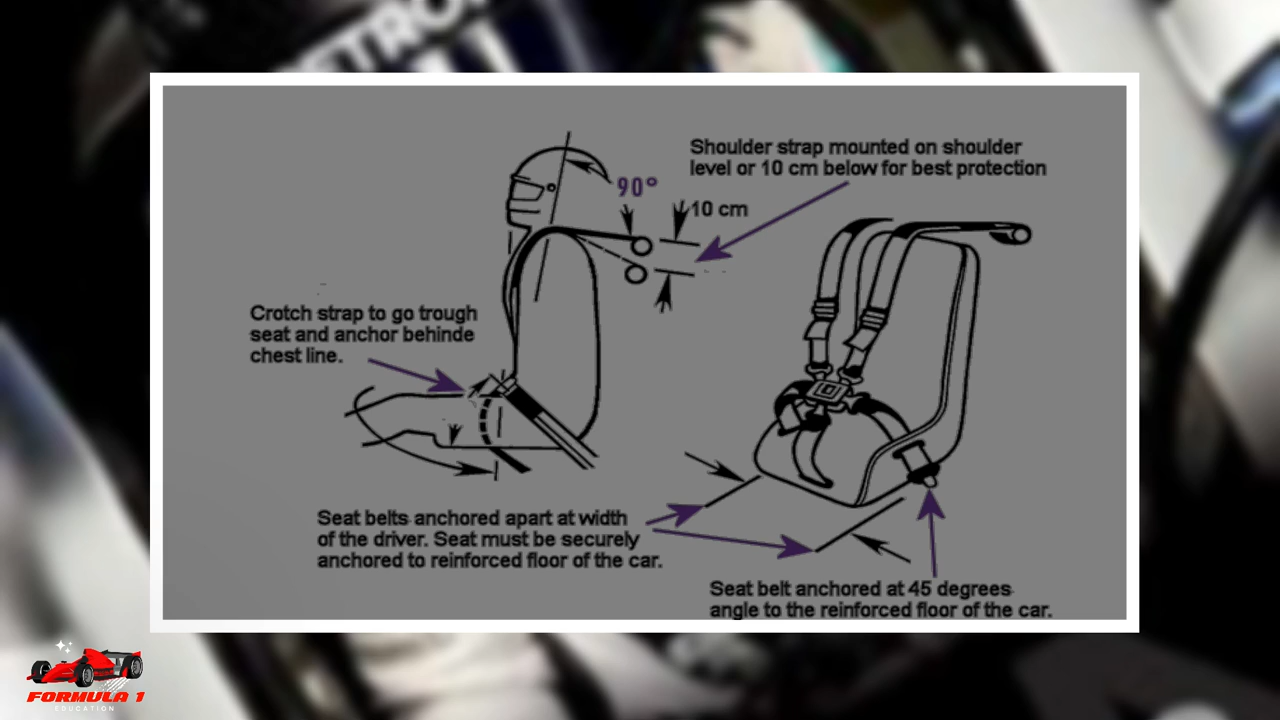 ETRO
Shoulder strap mounted on shoulder
level or 10 cm below for best protection
90°
10 cm
Crotch strap to go trough
seat and anchor behinde
chest line.
Seat belts anchored apart at width
of the driver. Seat must be securely
anchored to reinforced floor of the car.
Seat belt anchored at 45 degrees
angle to the reinforced floor of the car.
FORMULA 1
EDUCATION